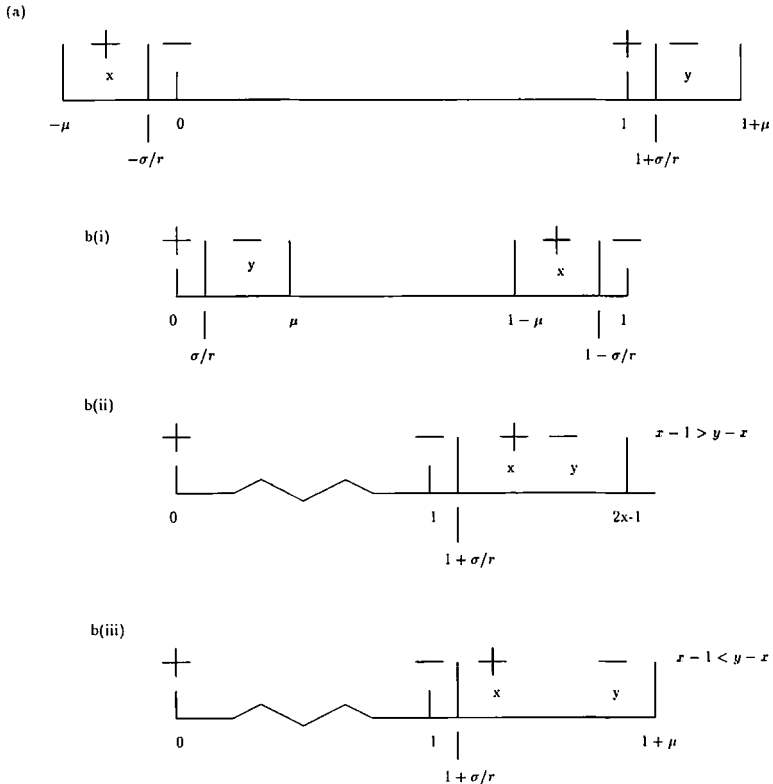 (a)
+ − + −
x y
−μ 0 1 1+μ
−σ/r 1+σ/r
b(i)
+ − + −
y x
0 μ 1 − μ 1
σ/r 1 − σ/r
b(ii)
+ − + − x − 1 > y − x
x y
0 1 2x-1
1 + σ/r
b(iii)
+ − + − x − 1 < y − x
x y
0 1 1 + μ
1 + σ/r